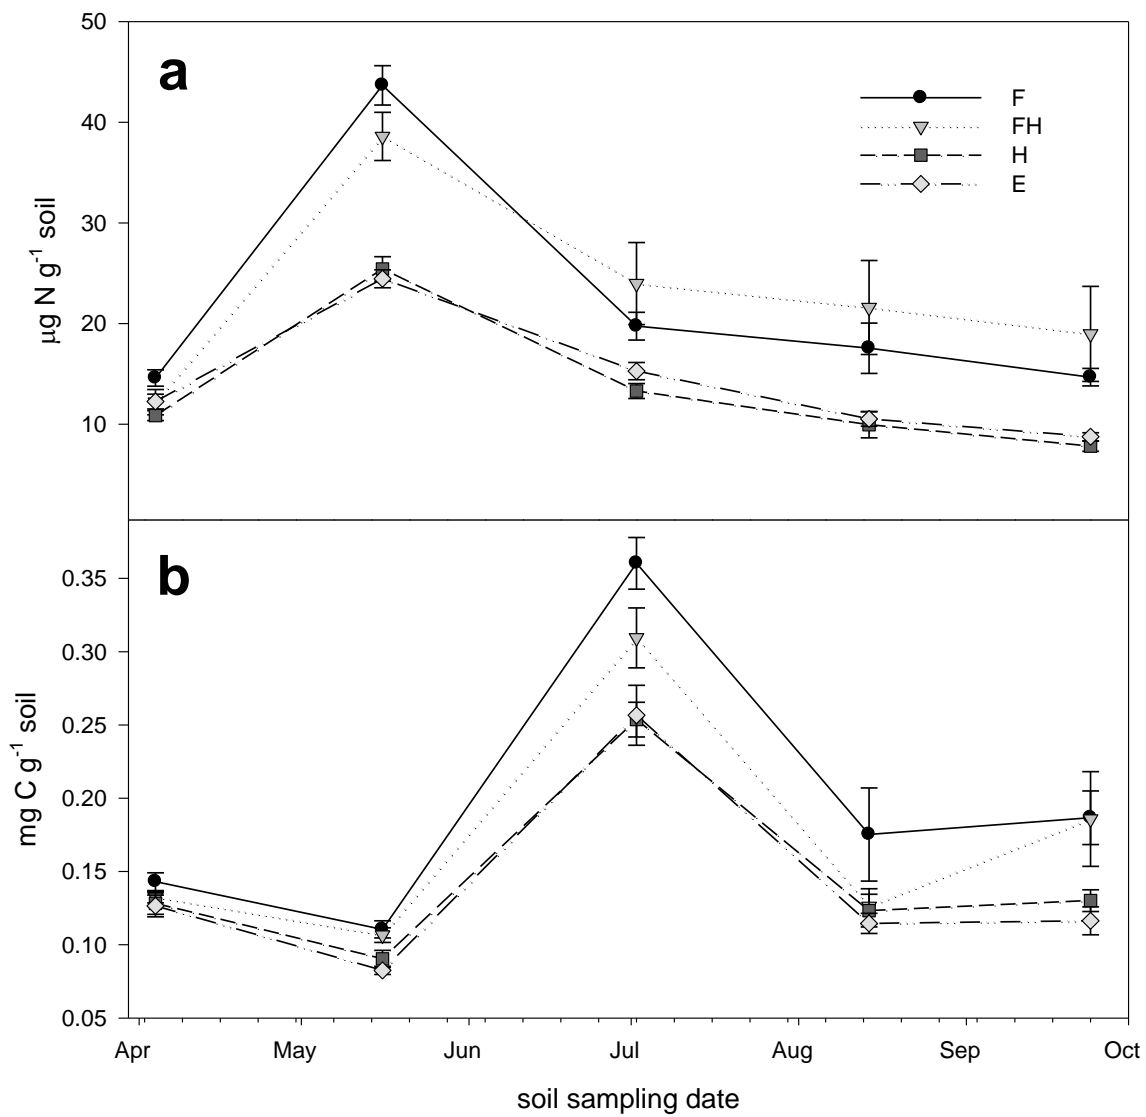 50
a
F
FH
40
H
E
µg N g⁻¹ soil
30
20
10
b
0.35
0.30
mg C g⁻¹ soil
0.25
0.20
0.15
0.10
0.05
Apr May Jun Jul Aug Sep Oct
soil sampling date